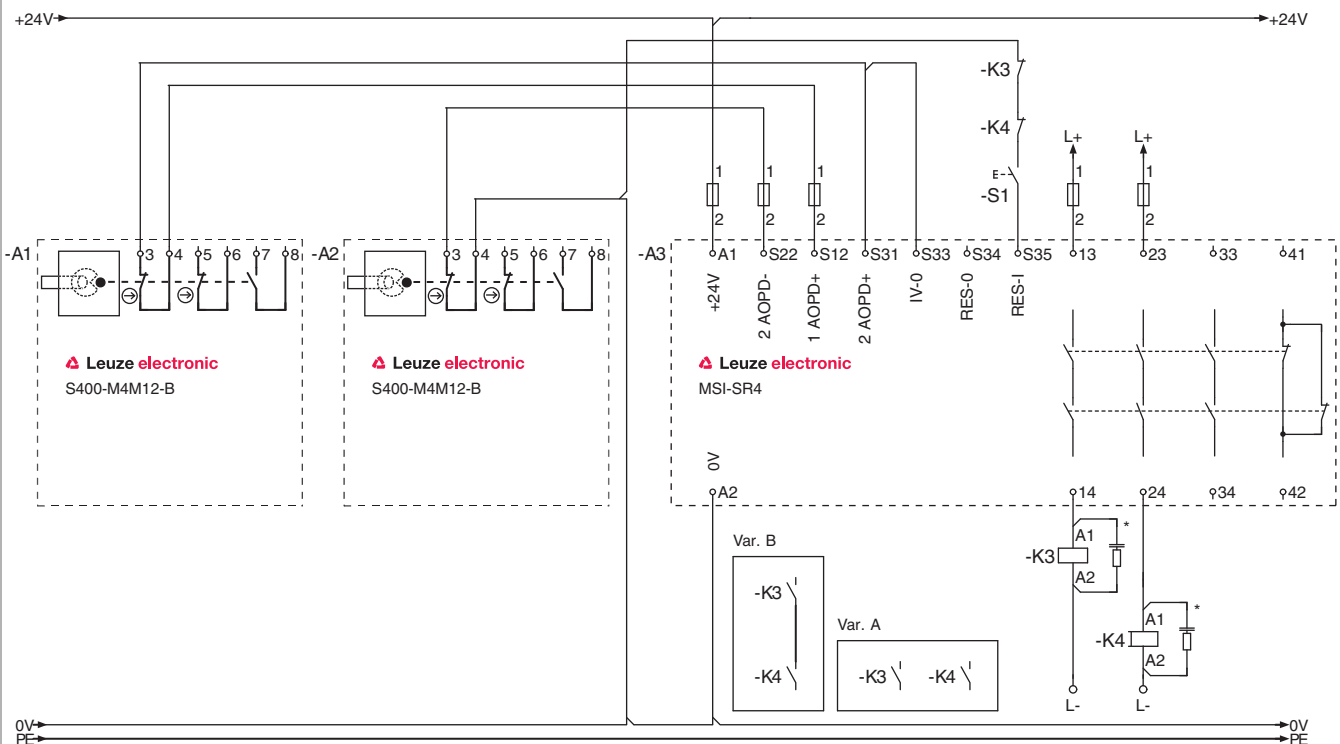 +24V +24V
-K3
-K4
L+ L+
E-
-S1
1 1 1 1 1
2 2 2 2 2
-A1 3 4 5 6 7 8
-A2 3 4 5 6 7 8
-A3 A1 S22 S12 S31 S33 S34 S35 13 23 33 41
+24V
2 AOPD-
1 AOPD+
2 AOPD+
IV-0
RES-0
RES-I
Leuze electronic
S400-M4M12-B
Leuze electronic
S400-M4M12-B
Leuze electronic
MSI-SR4
0V
A2 14 24 34 42
Var. B
-K3
-K4
Var. A
-K3 -K4
-K3 A1 *
A2
-K4 A1 *
A2
L- L-
0V 0V
PE PE